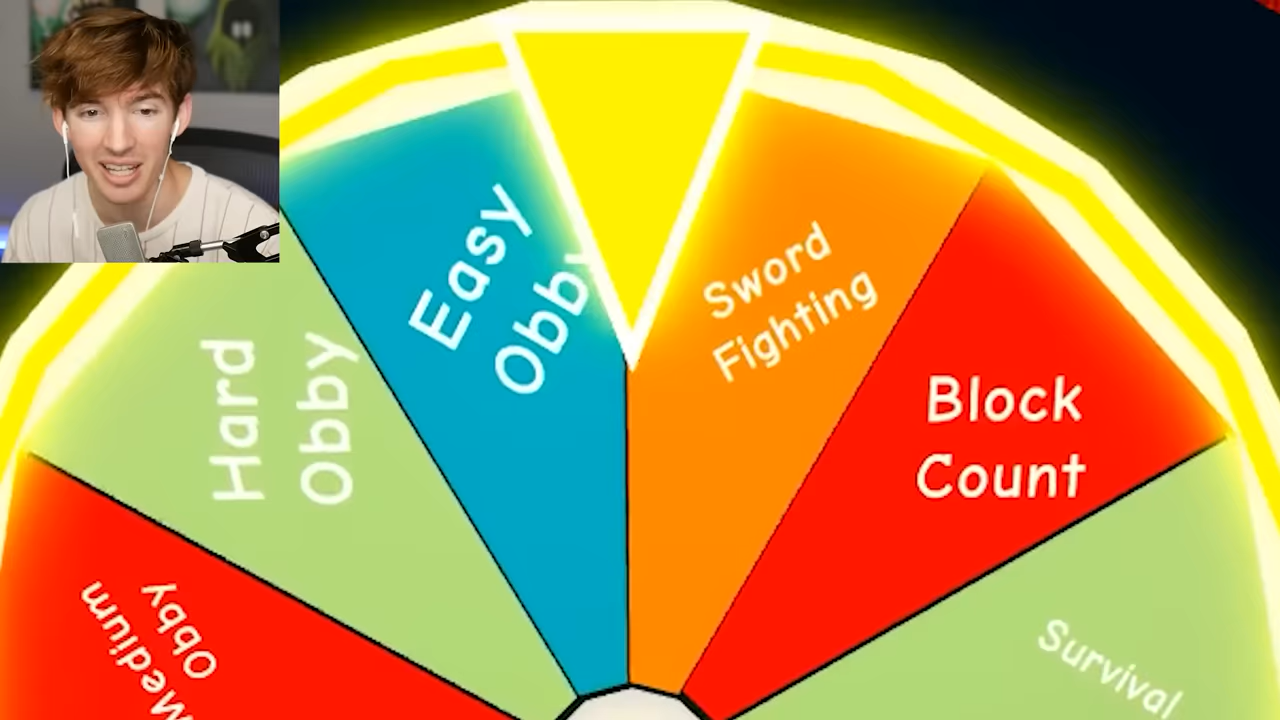 Medium
Obby
Hard
Obby
Easy
Obby
Sword
Fighting
Block
Count
Survival